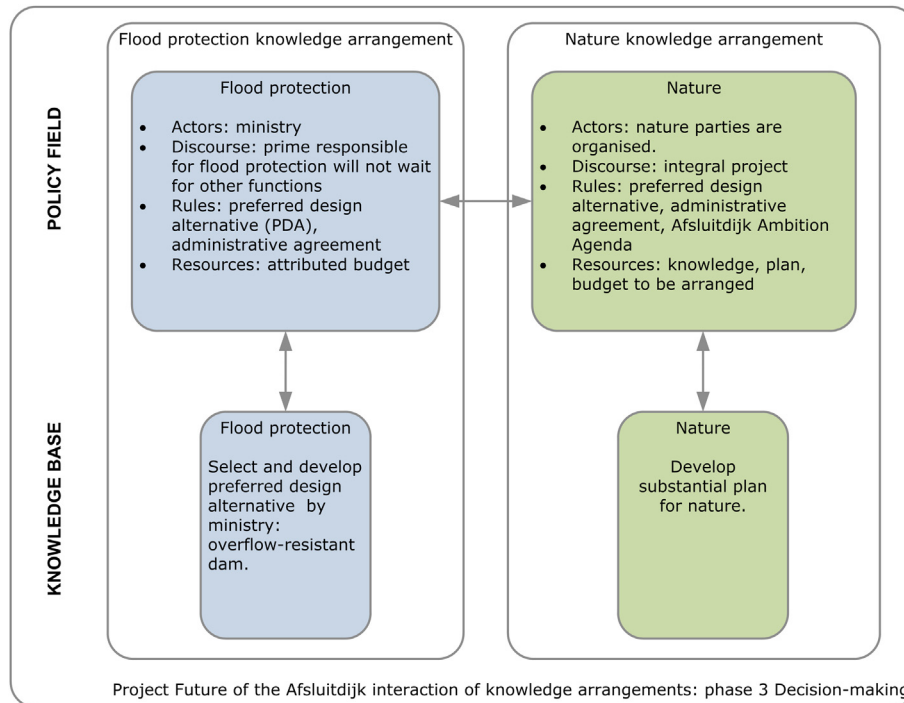 Flood protection knowledge arrangement
Nature knowledge arrangement
POLICY FIELD
Flood protection
• Actors: ministry
• Discourse: prime responsible
for flood protection will not wait
for other functions
• Rules: preferred design
alternative (PDA),
administrative agreement
• Resources: attributed budget
Nature
• Actors: nature parties are
organised.
• Discourse: integral project
• Rules: preferred design
alternative, administrative
agreement, Afsluitdijk Ambition
Agenda
• Resources: knowledge, plan,
budget to be arranged
KNOWLEDGE BASE
Flood protection
Select and develop
preferred design
alternative by
ministry:
overflow-resistant
dam.
Nature
Develop
substantial plan
for nature.
Project Future of the Afsluitdijk interaction of knowledge arrangements: phase 3 Decision-making